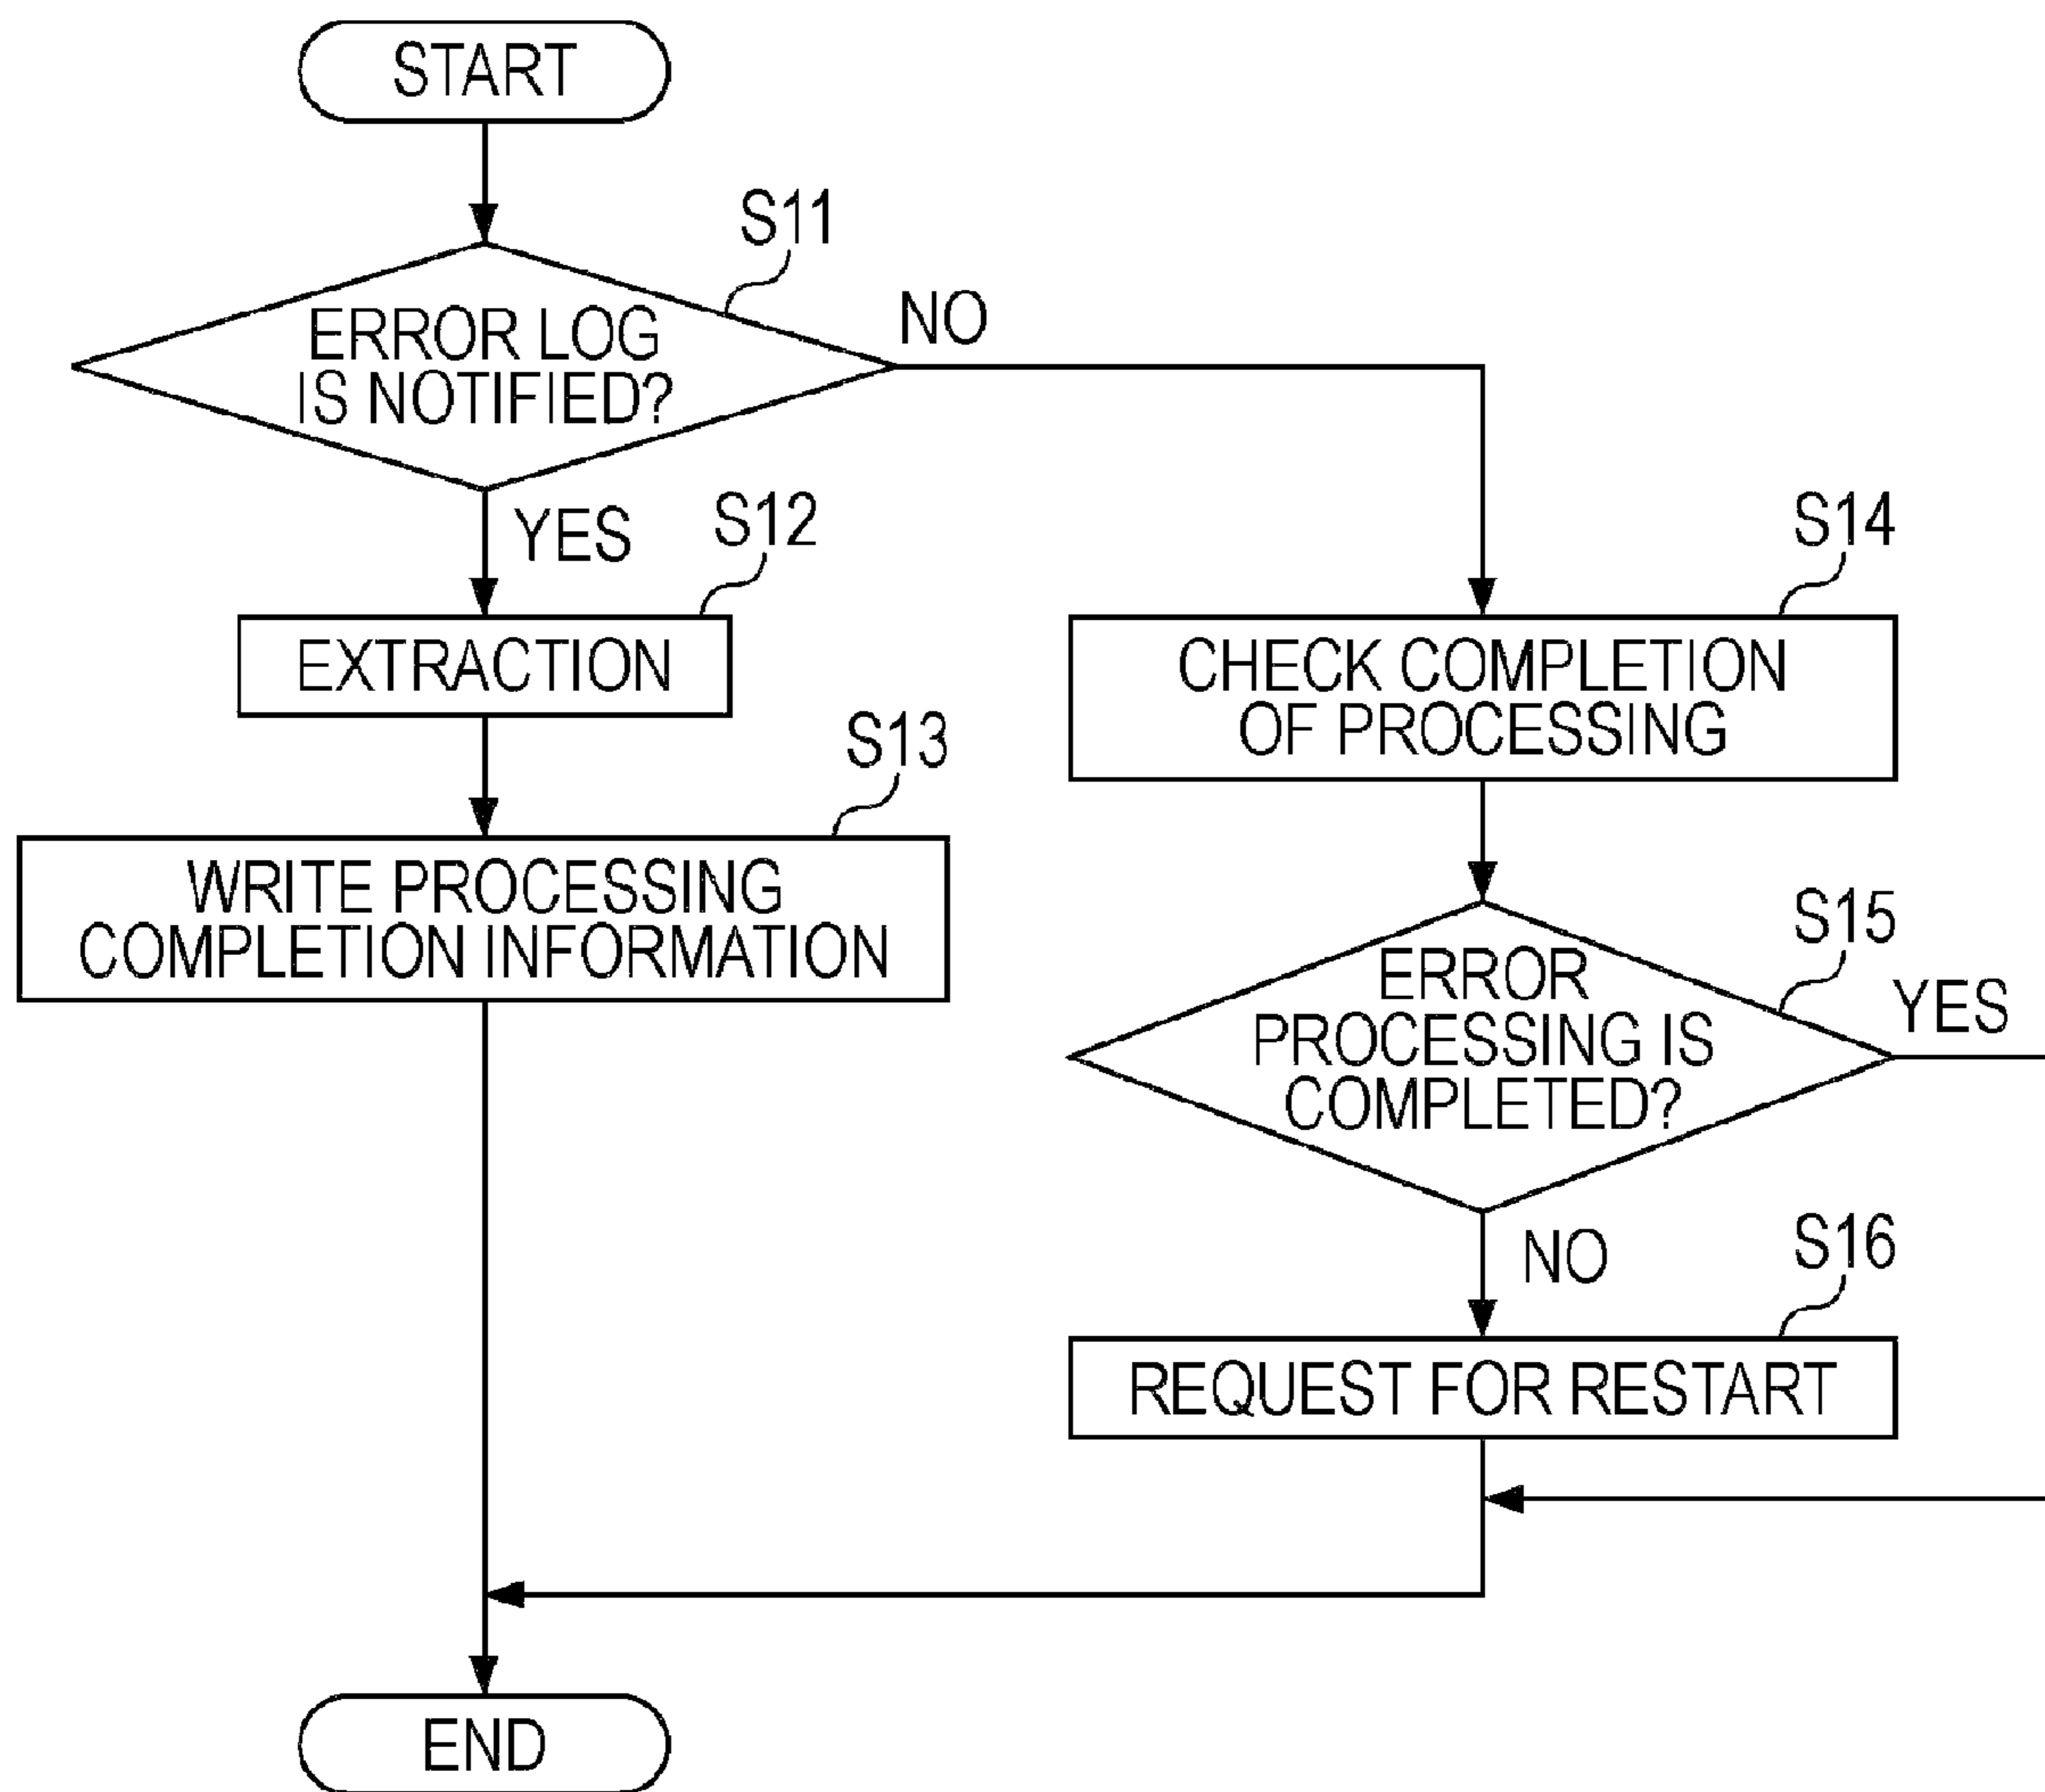 START
S11
ERROR LOG
IS NOTIFIED?
NO
YES
S12
EXTRACTION
S13
WRITE PROCESSING
COMPLETION INFORMATION
S14
CHECK COMPLETION
OF PROCESSING
S15
ERROR
PROCESSING IS
COMPLETED?
YES
NO
S16
REQUEST FOR RESTART
END